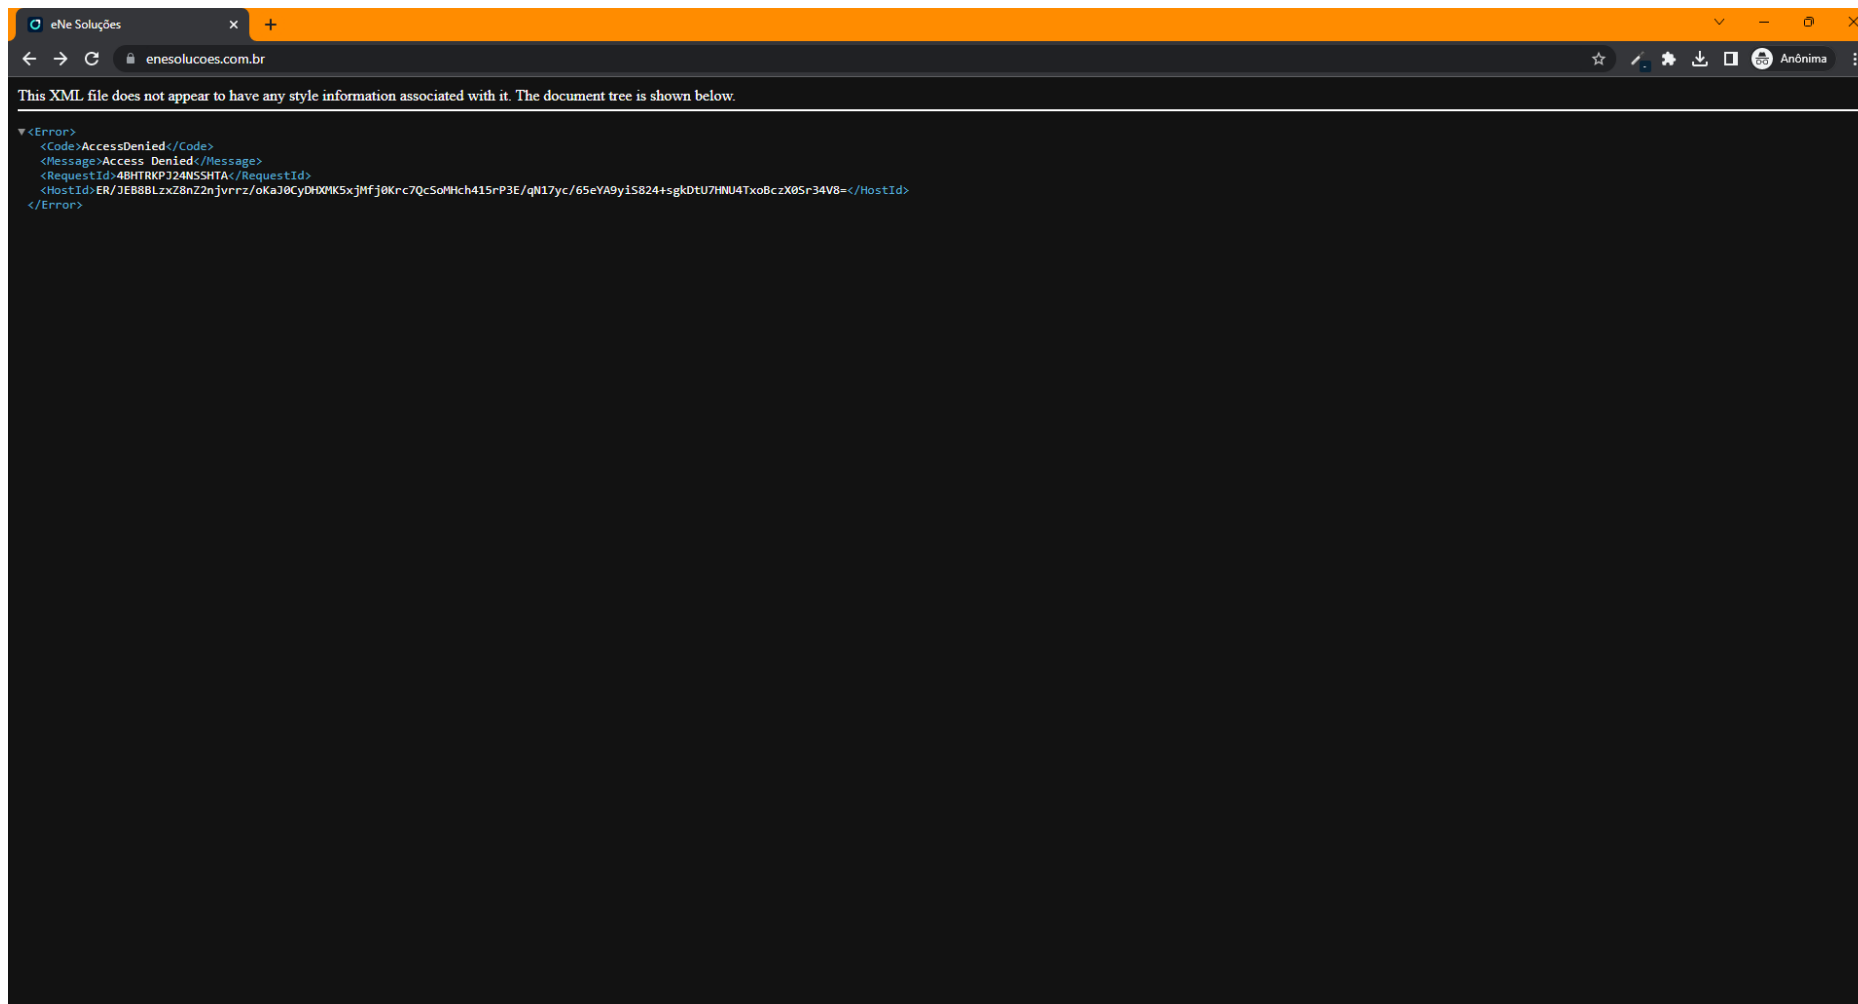 eNe Soluções
enesolucoes.com.br
Anônima
This XML file does not appear to have any style information associated with it. The document tree is shown below.
▼<Error>
<Code>AccessDenied</Code>
<Message>Access Denied</Message>
<RequestId>4BHTRKPJ24NSSHTA</RequestId>
<HostId>ER/JEB8BLzxZ8nZ2njvrrz/oKaJ0CyDHXMK5xjMfj0Krc7QcSoMHch415rP3E/qN17yc/65eYA9yiS824+sgkDtU7HNU4TxoBczX0Sr34V8=</HostId>
</Error>